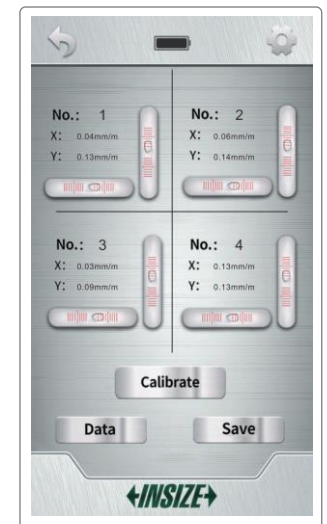 No.: 1
X: 0.04mm/m
Y: 0.13mm/m
No.: 2
X: 0.06mm/m
Y: 0.14mm/m
No.: 3
X: 0.03mm/m
Y: 0.09mm/m
No.: 4
X: 0.13mm/m
Y: 0.13mm/m
Calibrate
Data
Save
INSIZE